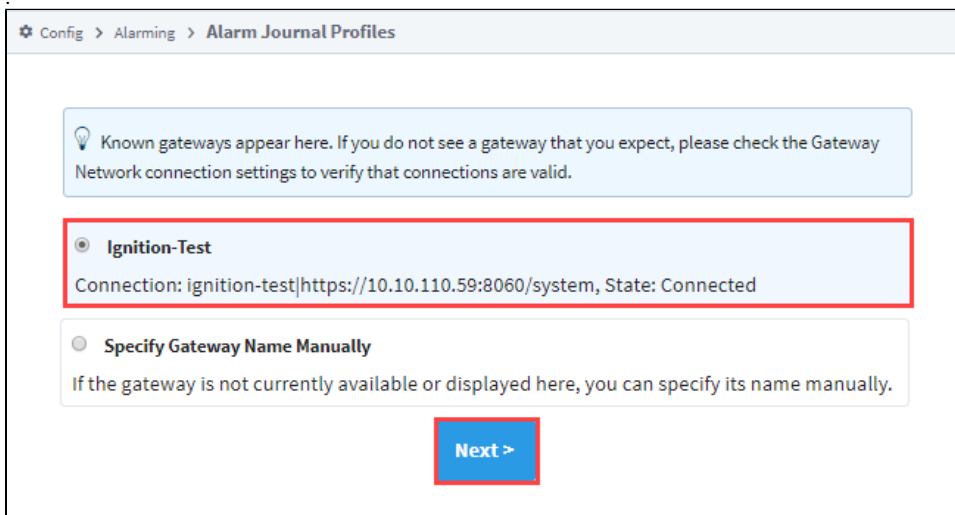 Config > Alarming > Alarm Journal Profiles
Known gateways appear here. If you do not see a gateway that you expect, please check the Gateway
Network connection settings to verify that connections are valid.
Ignition-Test
Connection: ignition-test|https://10.10.110.59:8060/system, State: Connected
Specify Gateway Name Manually
If the gateway is not currently available or displayed here, you can specify its name manually.
Next >